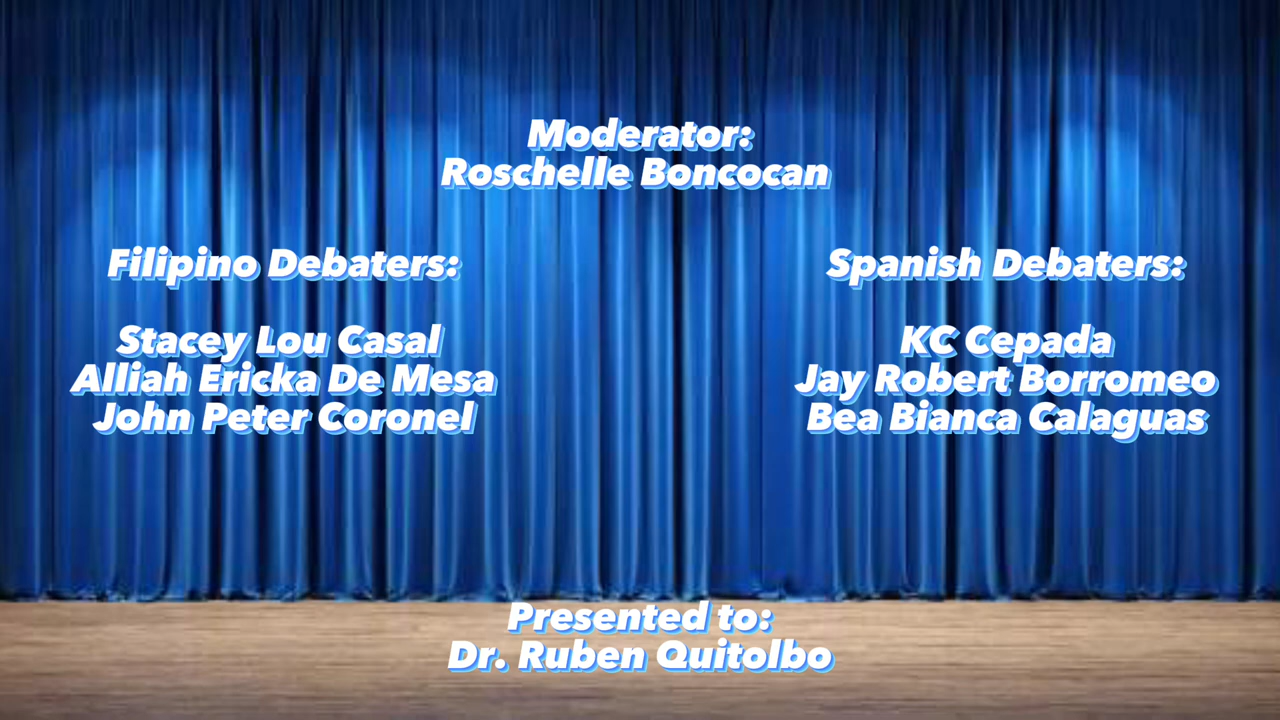 Moderator:
Roschelle Boncocan
Filipino Debaters:
Stacey Lou Casal
Alliah Ericka De Mesa
John Peter Coronel
Spanish Debaters:
KC Cepada
Jay Robert Borromeo
Bea Bianca Calaguas
Presented to:
Dr. Ruben Quitolbo